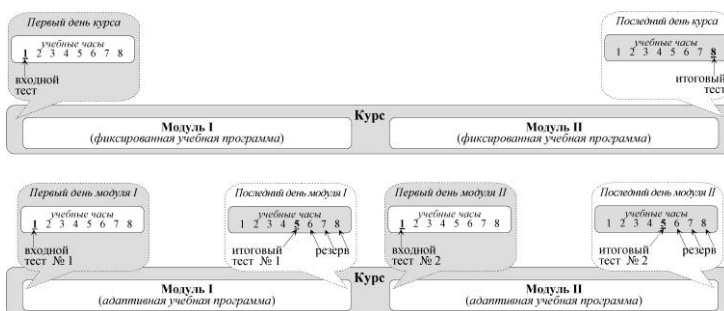 Первый день курса
учебные часы
1 2 3 4 5 6 7 8
входной
тест
Последний день курса
учебные часы
1 2 3 4 5 6 7 8
итоговый
тест
Курс
Модуль I
(фиксированная учебная программа)
Модуль II
(фиксированная учебная программа)
Первый день модуля I
учебные часы
1 2 3 4 5 6 7 8
входной
тест № 1
Последний день модуля I
учебные часы
1 2 3 4 5 6 7 8
итоговый резерв
тест № 1
Первый день модуля II
учебные часы
1 2 3 4 5 6 7 8
входной
тест № 2
Последний день модуля II
учебные часы
1 2 3 4 5 6 7 8
итоговый резерв
тест № 2
Курс
Модуль I
(адаптивная учебная программа)
Модуль II
(адаптивная учебная программа)